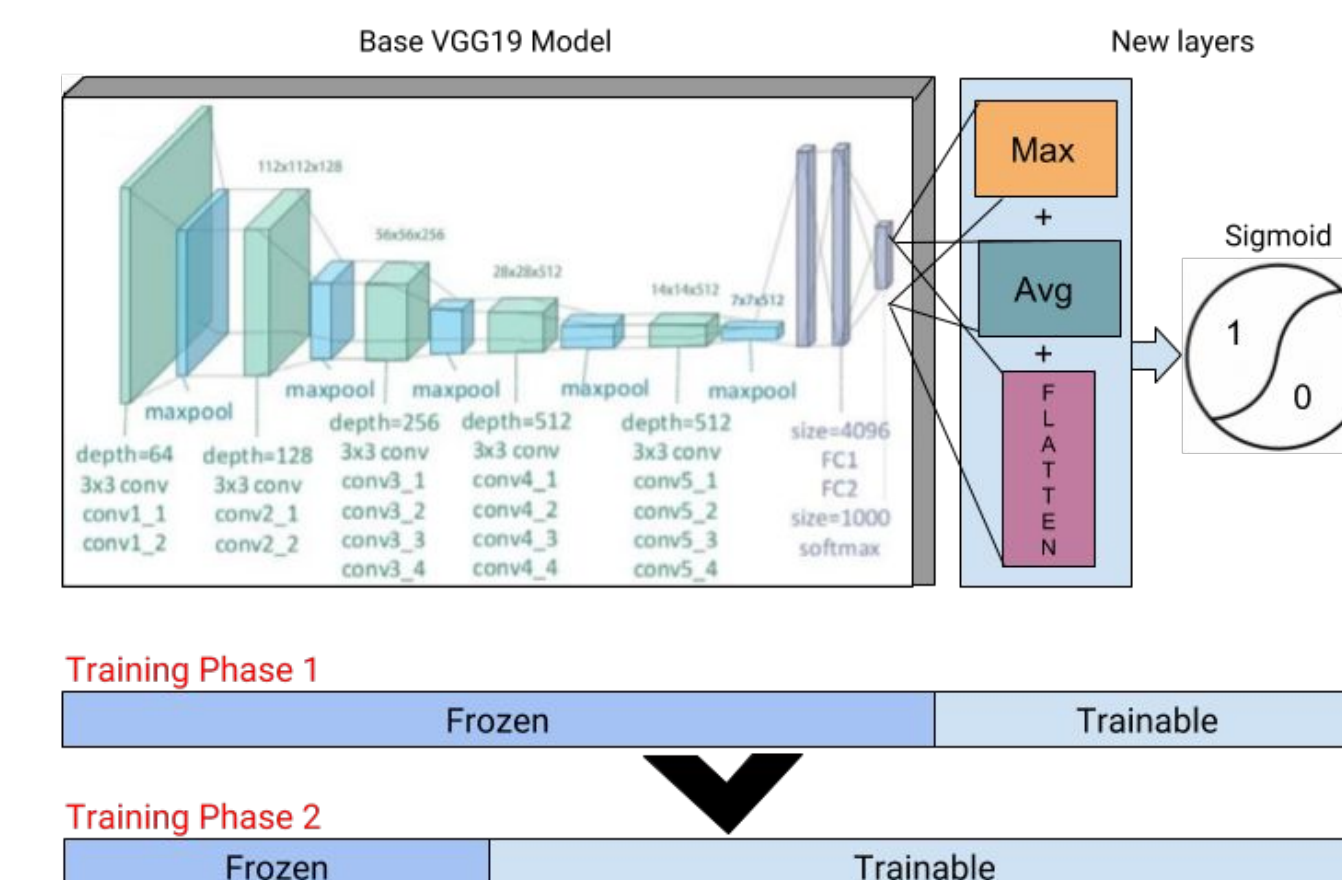 Base VGG19 Model
New layers
112x112x128
56x56x256
28x28x512
14x14x512
7x7x512
maxpool
maxpool
maxpool
maxpool
maxpool
depth=64
3x3 conv
conv1_1
conv1_2
depth=128
3x3 conv
conv2_1
conv2_2
depth=256
3x3 conv
conv3_1
conv3_2
conv3_3
conv3_4
depth=512
3x3 conv
conv4_1
conv4_2
conv4_3
conv4_4
depth=512
3x3 conv
conv5_1
conv5_2
conv5_3
conv5_4
size=4096
FC1
FC2
size=1000
softmax
Max
+
Avg
+
F
L
A
T
T
E
N
Sigmoid
1
0
Training Phase 1
Frozen
Trainable
Training Phase 2
Frozen
Trainable